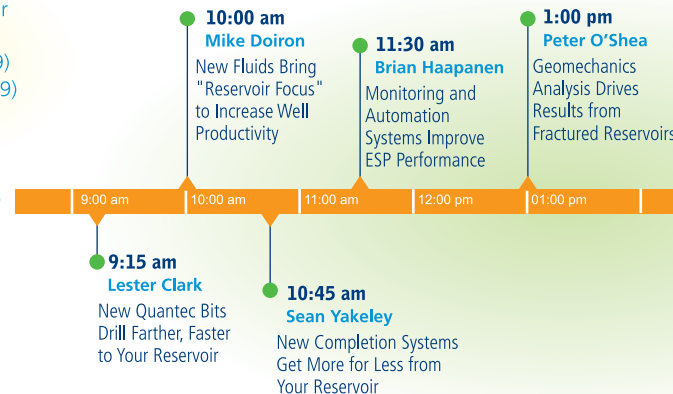 r
9)
9)
10:00 am
Mike Doiron
New Fluids Bring
"Reservoir Focus"
to Increase Well
Productivity
11:30 am
Brian Haapanen
Monitoring and
Automation
Systems Improve
ESP Performance
1:00 pm
Peter O’Shea
Geomechanics
Analysis Drives
Results from
Fractured Reservoirs
9:00 am
10:00 am
11:00 am
12:00 pm
01:00 pm
9:15 am
Lester Clark
New Quantec Bits
Drill Farther, Faster
to Your Reservoir
10:45 am
Sean Yakeley
New Completion Systems
Get More for Less from
Your Reservoir